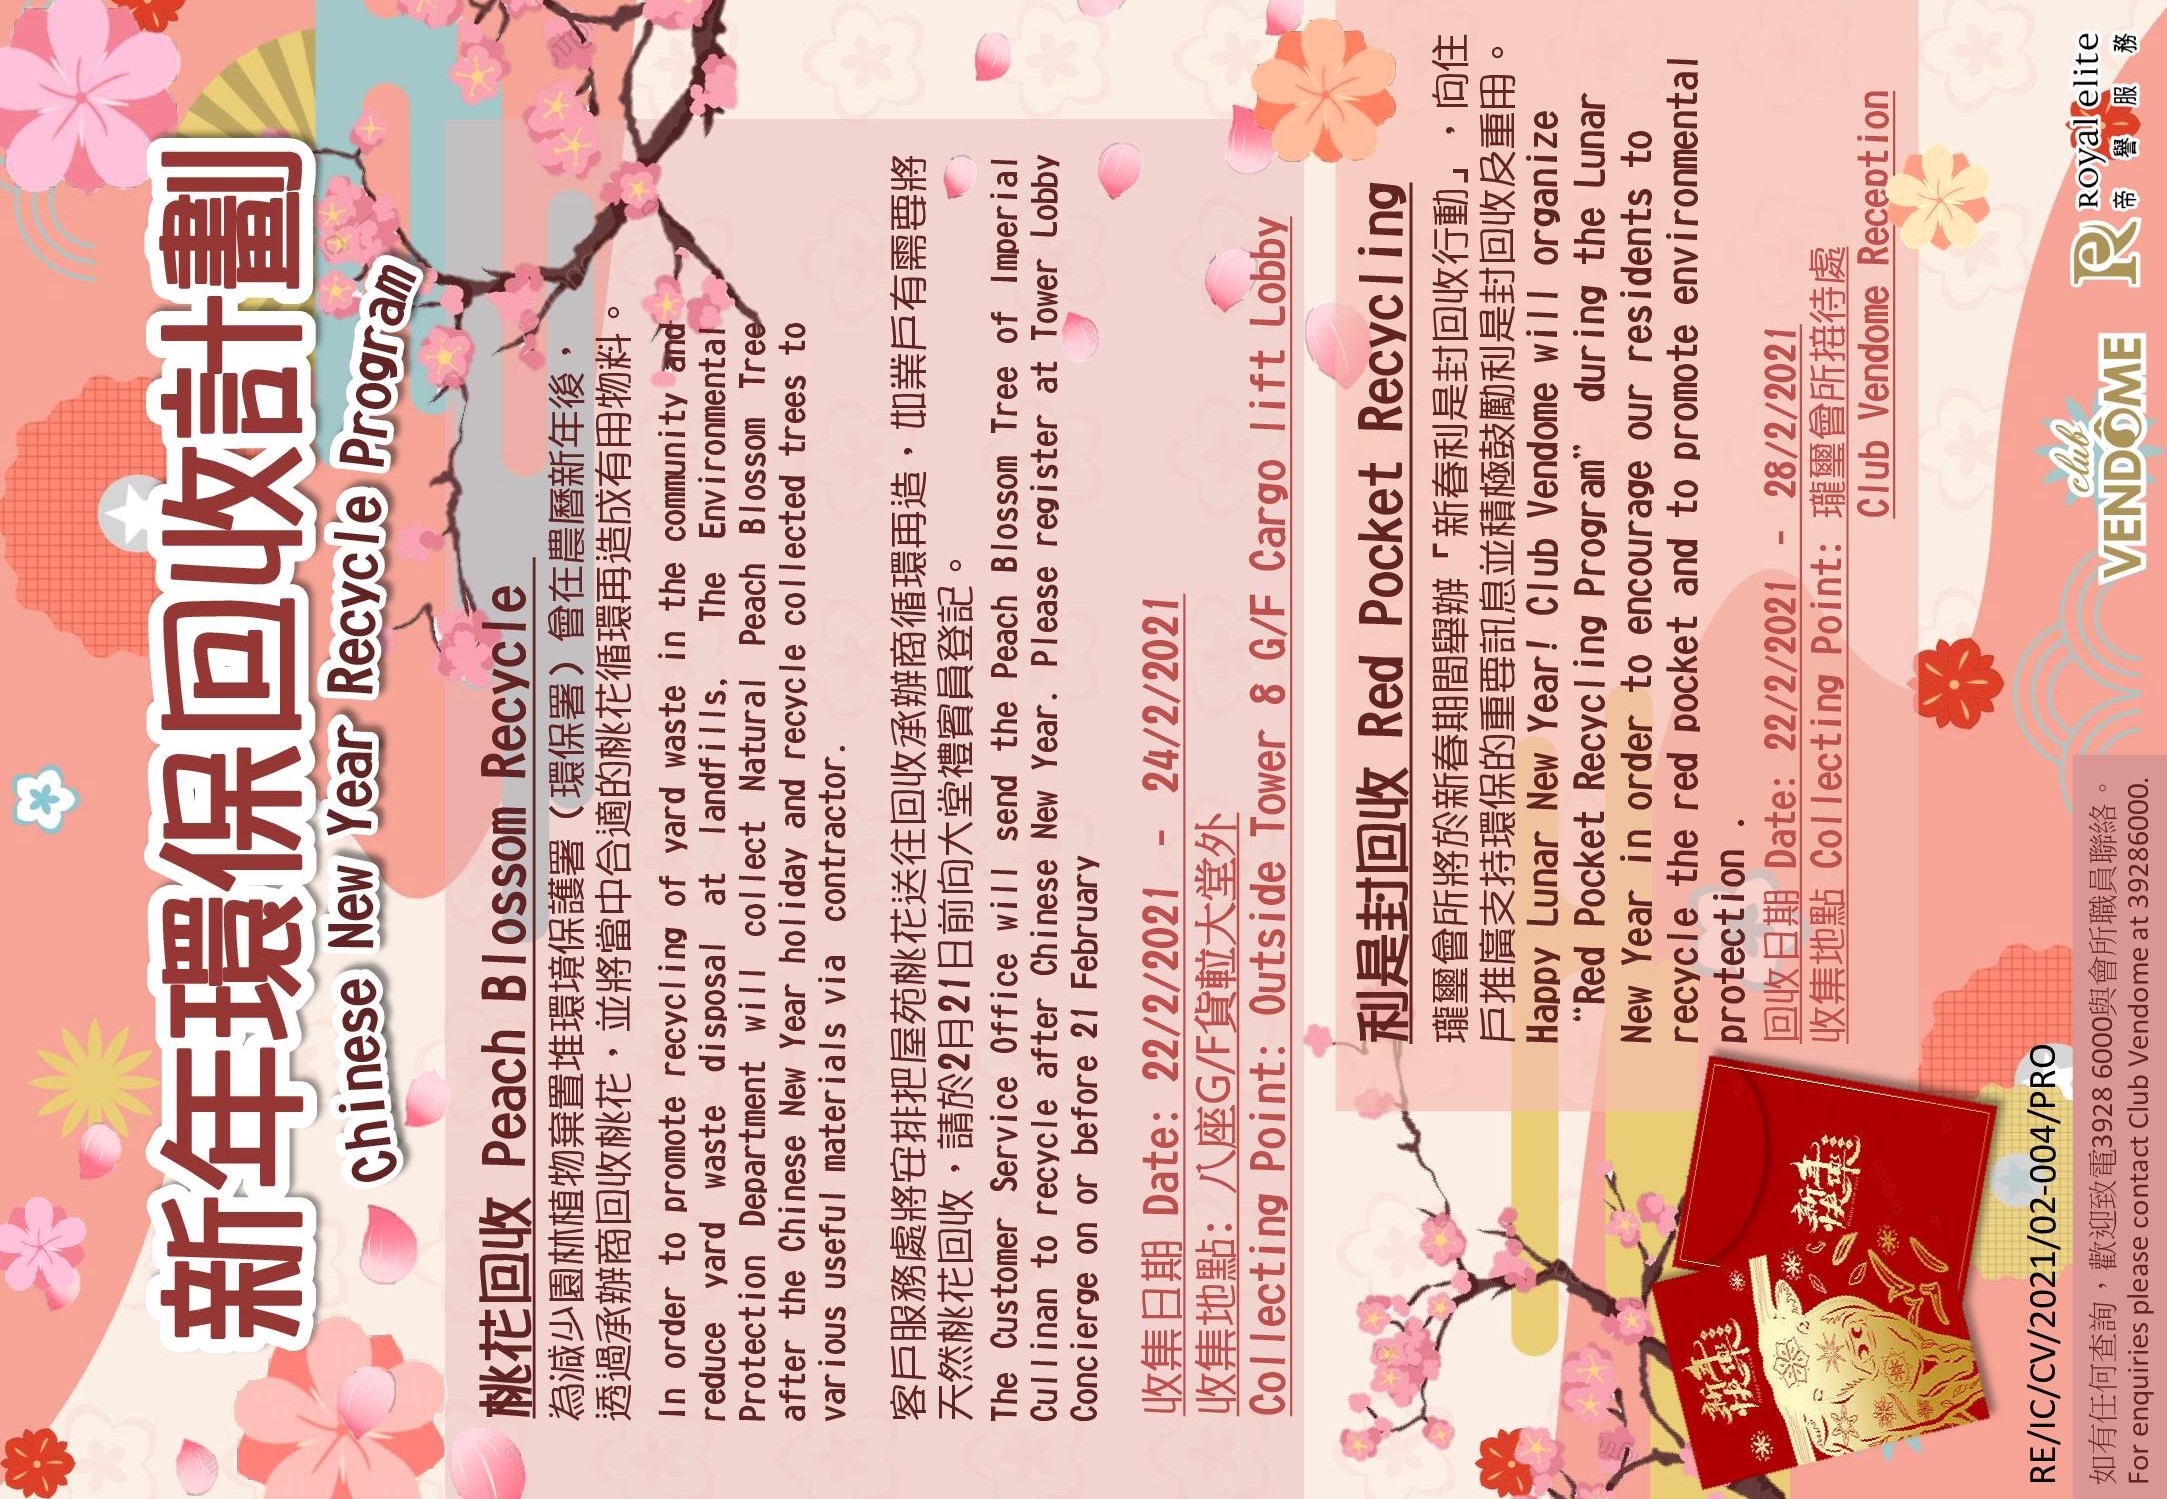 新年環保回收計劃
Chinese New Year Recycle Program
桃花回收 Peach Blossom Recycle
為減少園林植物棄置堆環境保護署（環保署）會在農曆新年後，
透過承辦商回收桃花，並將當中合適的桃花循環再造成有用物料。
In order to promote recycling of yard waste in the community and
reduce yard waste disposal at landfills, The Environmental
Protection Department will collect Natural Peach Blossom Tree
after the Chinese New Year holiday and recycle collected trees to
various useful materials via contractor.
客戶服務處將安排把屋苑桃花送往回收承辦商循環再造，如業戶有需要將
天然桃花回收，請於2月21日前向大堂禮賓員登記。
The Customer Service Office will send the Peach Blossom Tree of Imperial
Cullinan to recycle after Chinese New Year. Please register at Tower Lobby
Concierge on or before 21 February
收集日期 Date: 22/2/2021 - 24/2/2021
收集地點: 八座G/F貨䢂大堂外
Collecting Point: Outside Tower 8 G/F Cargo lift Lobby
利是封回收 Red Pocket Recycling
瓏璽會所將於新春期間舉辦「新春利是封回收行動」，向住
戶推廣支持環保的重要訊息並積極鼓勵利是封回收及重用。
Happy Lunar New Year! Club Vendome will organize
“Red Pocket Recycling Program” during the Lunar
New Year in order to encourage our residents to
recycle the red pocket and to promote environmental
protection .
回收日期 Date: 22/2/2021 - 28/2/2021
收集地點 Collecting Point: 瓏璽會所接待處
Club Vendome Reception
新年快樂
Happy new year
新年快樂
RE/IC/CV/2021/02-004/PRO
如有任何查詢，歡迎致電3928 6000與會所職員聯絡。
For enquiries please contact Club Vendome at 39286000.
club
VENDÔME
Royal elite
帝譽服務